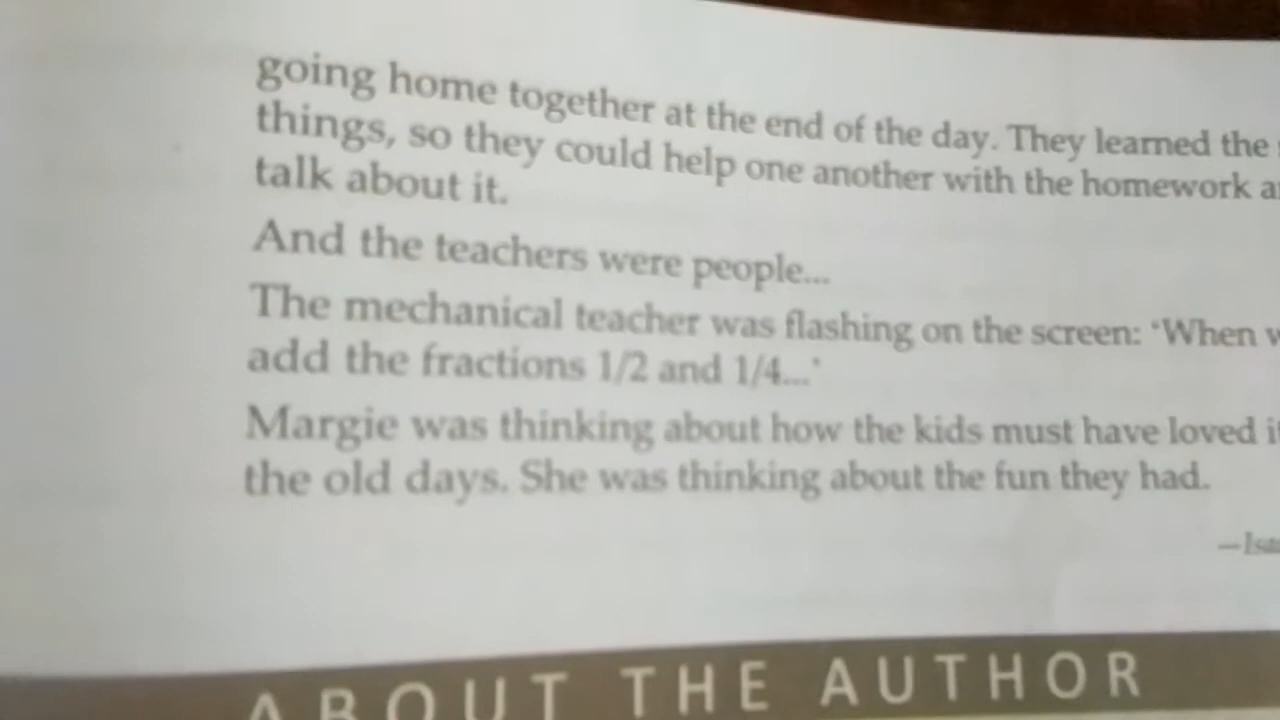 going home together at the end of the day. They learned the
things, so they could help one another with the homework
talk about it.
And the teachers were people...
The mechanical teacher was flashing on the screen: 'When
add the fractions 1/2 and 1/4...'
Margie was thinking about how the kids must have loved
the old days. She was thinking about the fun they had.
ABOUT THE AUTHOR